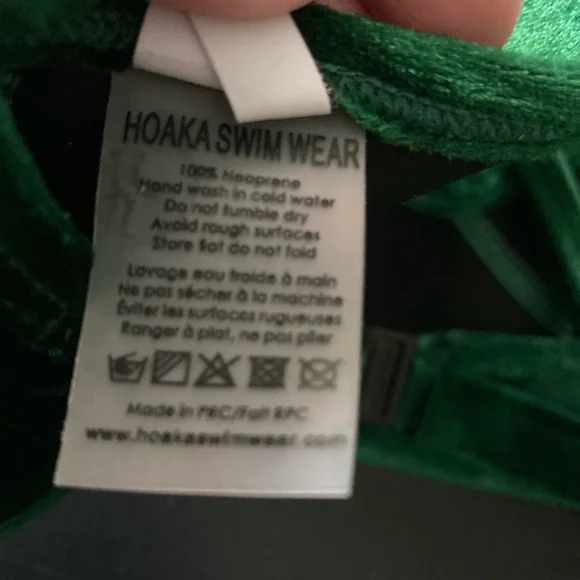 HOAKA SWIM WEAR
100% Neoprene
Hand wash in cold water
Do not tumble dry
Avoid rough surfaces
Store flat do not fold
Lavage eau froide à main
Ne pas sécher à la machine
Éviter les surfaces rugueuses
Ranger à plat, ne pas plier
Made in PRC/Fait RPC
www.hoakaswimwear.com